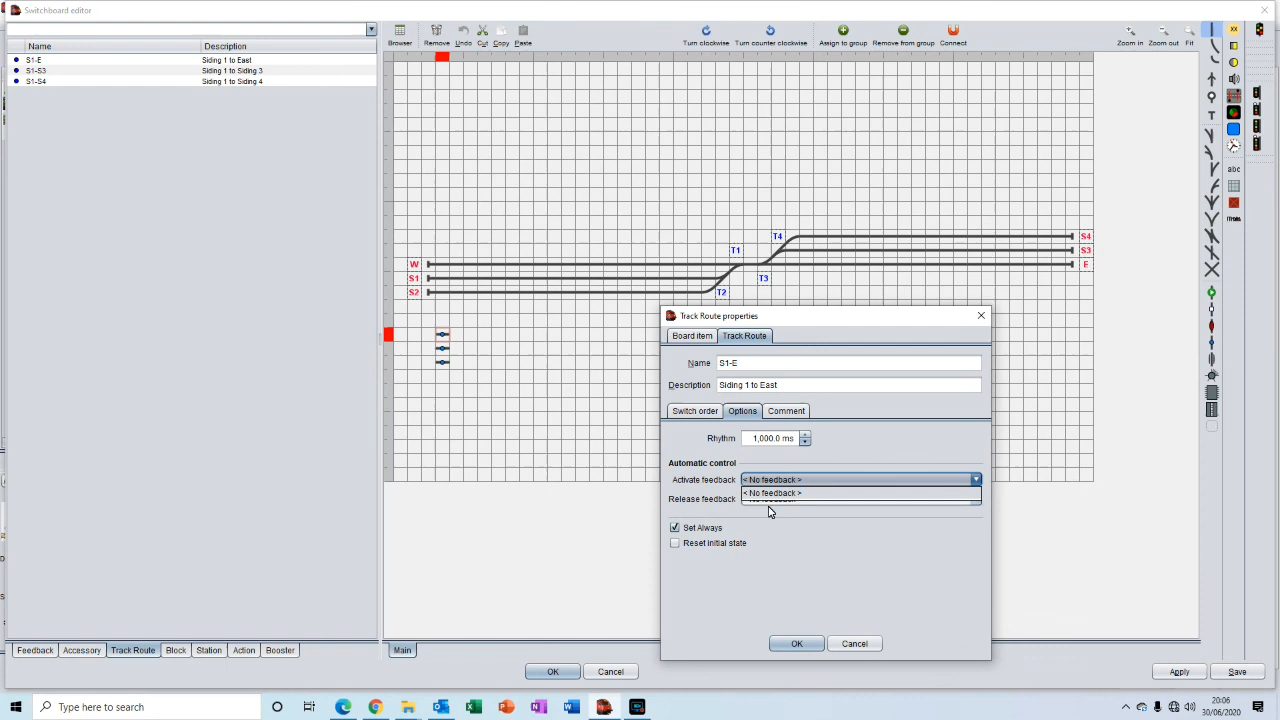 Switchboard editor
Browser
Remove
Undo
Cut
Copy
Paste
Turn clockwise
Turn counter clockwise
Assign to group
Remove from group
Connect
Zoom in
Zoom out
Fit
Name Description
S1-E Siding 1 to East
S1-S3 Siding 1 to Siding 3
S1-S4 Siding 1 to Siding 4
abc
T4
S4
T1
S3
W
E
S1
T3
S2
T2
Track Route properties
Board item
Track Route
Name S1-E
Description Siding 1 to East
Switch order
Options
Comment
Rhythm 1,000.0 ms
Automatic control
Activate feedback < No feedback >
< No feedback >
Release feedback
Set Always
Reset initial state
OK
Cancel
Feedback
Accessory
Track Route
Block
Station
Action
Booster
Main
OK
Cancel
Apply
Save
Type here to search
20:06
30/06/2020